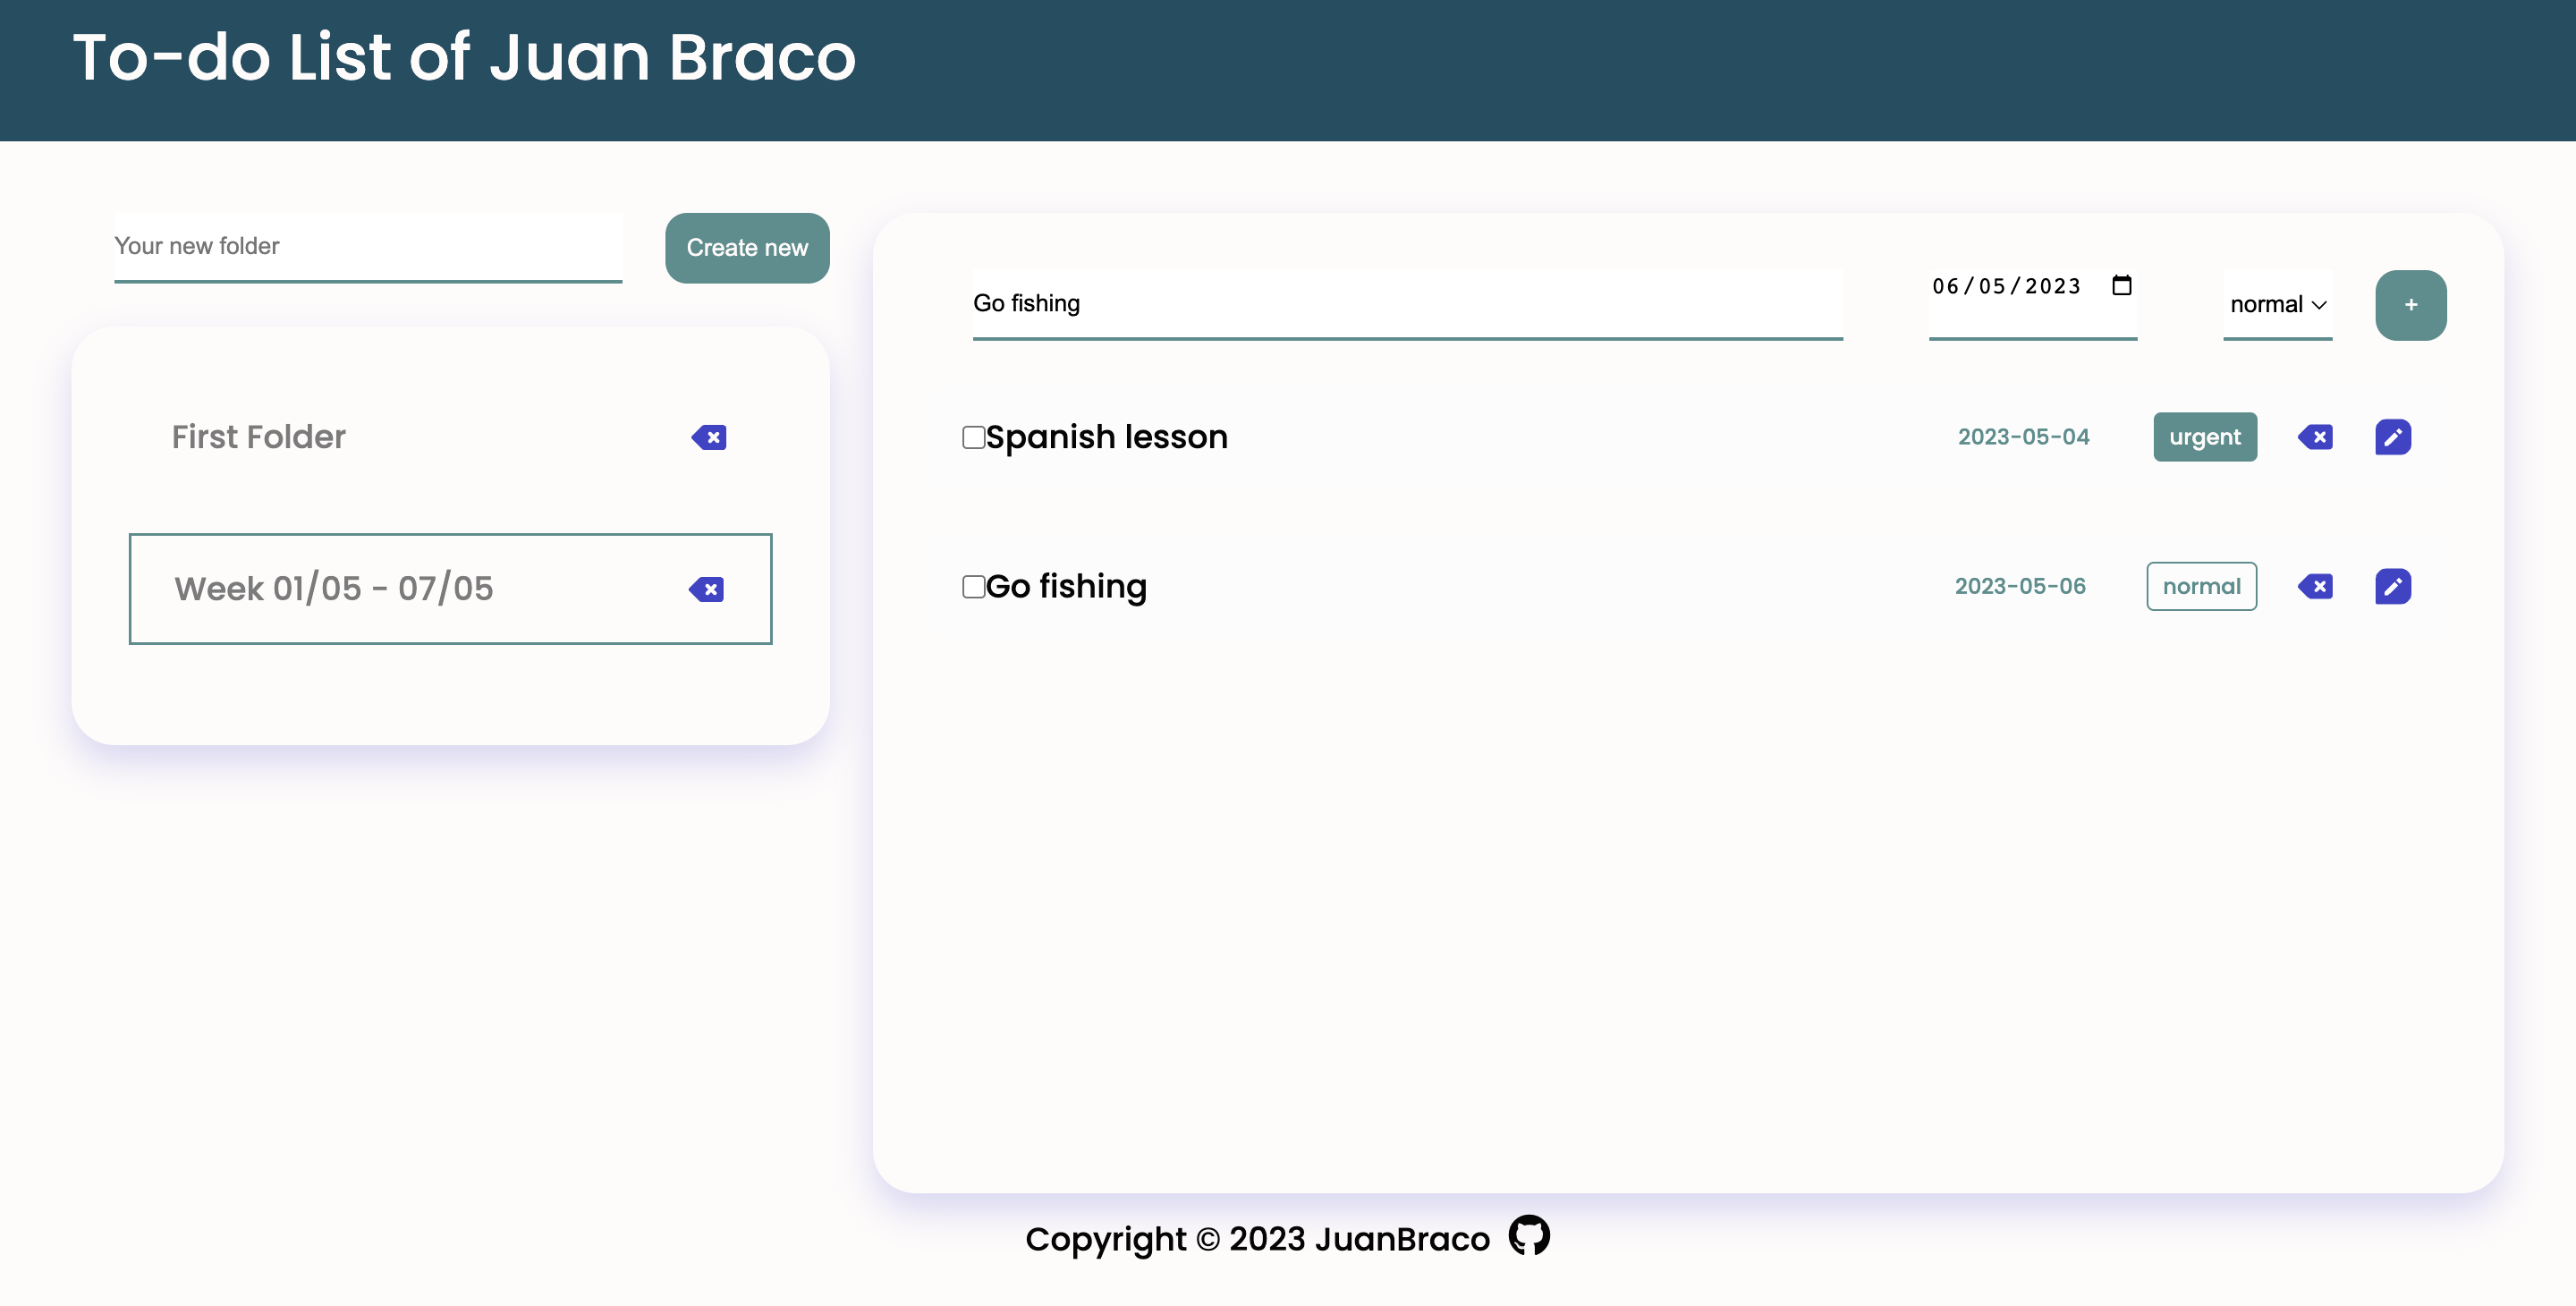 To-do List of Juan Braco
Your new folder
Create new
First Folder
Week 01/05 - 07/05
Go fishing
06/05/2023
normal
+
Spanish lesson
2023-05-04
urgent
Go fishing
2023-05-06
normal
Copyright © 2023 JuanBraco